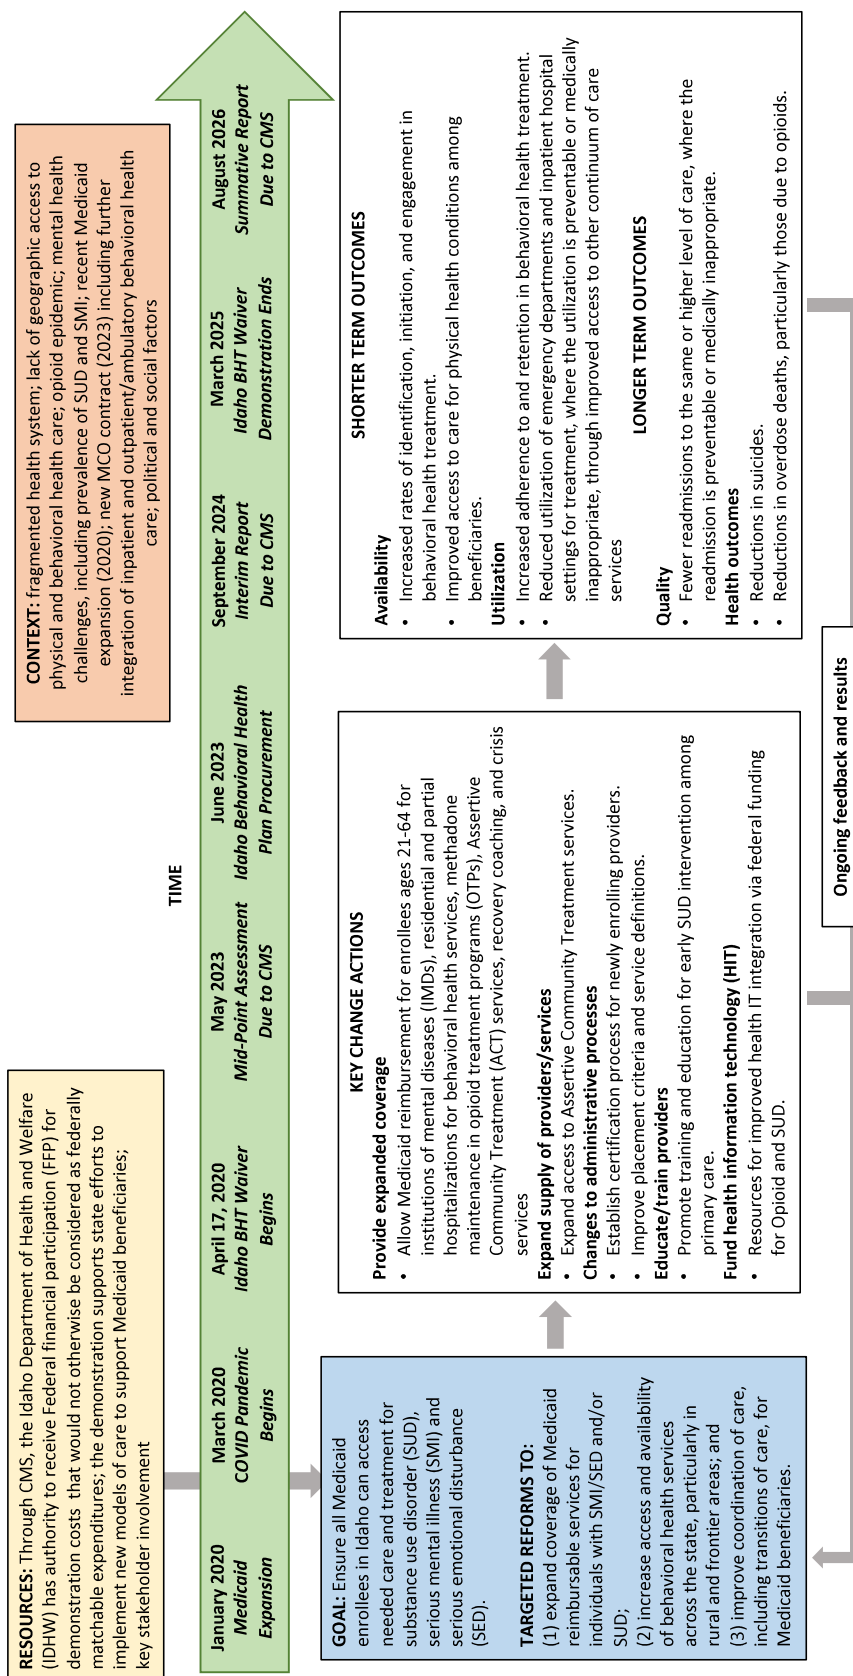 RESOURCES: Through CMS, the Idaho Department of Health and Welfare
(IDHW) has authority to receive Federal financial participation (FFP) for
demonstration costs that would not otherwise be considered as federally
matchable expenditures; the demonstration supports state efforts to
implement new models of care to support Medicaid beneficiaries;
key stakeholder involvement
CONTEXT: fragmented health system; lack of geographic access to
physical and behavioral health care; opioid epidemic; mental health
challenges, including prevalence of SUD and SMI; recent Medicaid
expansion (2020); new MCO contract (2023) including further
integration of inpatient and outpatient/ambulatory behavioral health
care; political and social factors
TIME
January 2020
Medicaid
Expansion
March 2020
COVID Pandemic
Begins
April 17, 2020
Idaho BHT Waiver
Begins
May 2023
Mid-Point Assessment
Due to CMS
June 2023
Idaho Behavioral Health
Plan Procurement
September 2024
Interim Report
Due to CMS
March 2025
Idaho BHT Waiver
Demonstration Ends
August 2026
Summative Report
Due to CMS
GOAL: Ensure all Medicaid
enrollees in Idaho can access
needed care and treatment for
substance use disorder (SUD),
serious mental illness (SMI) and
serious emotional disturbance
(SED).
TARGETED REFORMS TO:
(1) expand coverage of Medicaid
reimbursable services for
individuals with SMI/SED and/or
SUD;
(2) increase access and availability
of behavioral health services
across the state, particularly in
rural and frontier areas; and
(3) improve coordination of care,
including transitions of care, for
Medicaid beneficiaries.
KEY CHANGE ACTIONS
Provide expanded coverage
• Allow Medicaid reimbursement for enrollees ages 21-64 for
institutions of mental diseases (IMDs), residential and partial
hospitalizations for behavioral health services, methadone
maintenance in opioid treatment programs (OTPs), Assertive
Community Treatment (ACT) services, recovery coaching, and crisis
services
Expand supply of providers/services
• Expand access to Assertive Community Treatment services.
Changes to administrative processes
• Establish certification process for newly enrolling providers.
• Improve placement criteria and service definitions.
Educate/train providers
• Promote training and education for early SUD intervention among
primary care.
Fund health information technology (HIT)
• Resources for improved health IT integration via federal funding
for Opioid and SUD.
SHORTER TERM OUTCOMES
Availability
• Increased rates of identification, initiation, and engagement in
behavioral health treatment.
• Improved access to care for physical health conditions among
beneficiaries.
Utilization
• Increased adherence to and retention in behavioral health treatment.
• Reduced utilization of emergency departments and inpatient hospital
settings for treatment, where the utilization is preventable or medically
inappropriate, through improved access to other continuum of care
services
LONGER TERM OUTCOMES
Quality
• Fewer readmissions to the same or higher level of care, where the
readmission is preventable or medically inappropriate.
Health outcomes
• Reductions in suicides.
• Reductions in overdose deaths, particularly those due to opioids.
Ongoing feedback and results